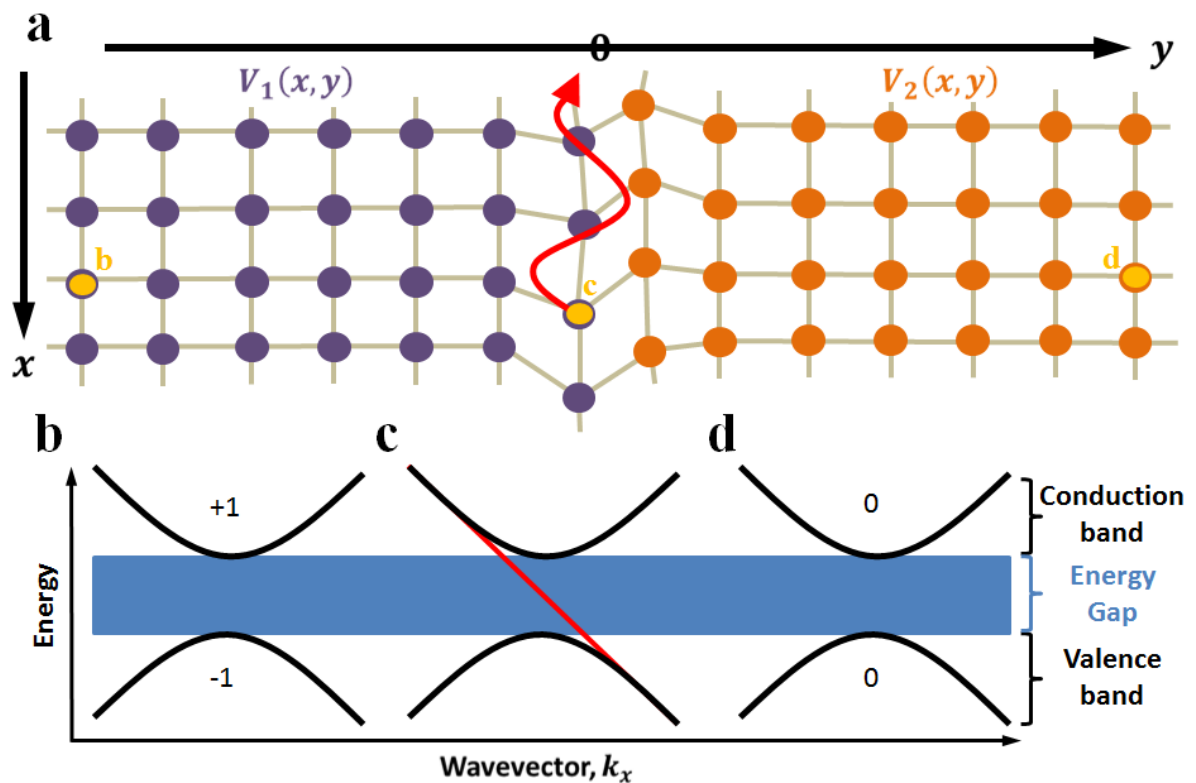 a
0
y
V₁(x,y)
V₂(x,y)
b
c
d
x
b
c
d
+1
0
Conduction
band
Energy
Gap
Energy
-1
0
Valence
band
Wavevector, kₓ